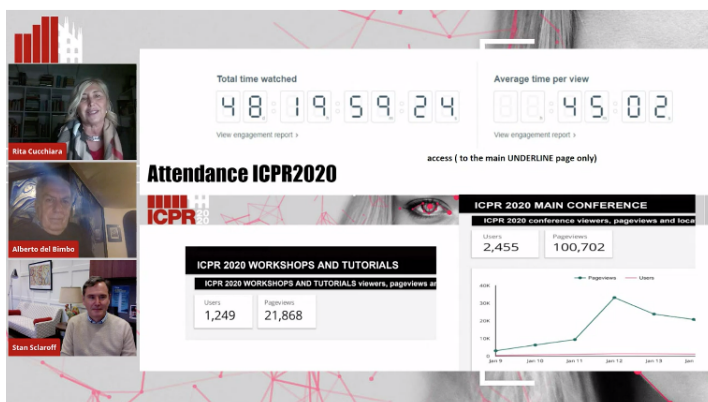 Total time watched
48:19:59:24
View engagement report ›
Average time per view
45:02
View engagement report ›
access ( to the main UNDERLINE page only)
Attendance ICPR2020
Rita Cucchiara
Alberto del Bimbo
Stan Sclaroff
ICPR
ICPR 2020 WORKSHOPS AND TUTORIALS
ICPR 2020 WORKSHOPS AND TUTORIALS viewers, pageviews ar
Users
1,249
Pageviews
21,868
ICPR 2020 MAIN CONFERENCE
ICPR 2020 conference viewers, pageviews and loca
Users
2,455
Pageviews
100,702
Pageviews
Users
40K
30K
20K
10K
0
Jan 9
Jan 10
Jan 11
Jan 12
Jan 13
Jan